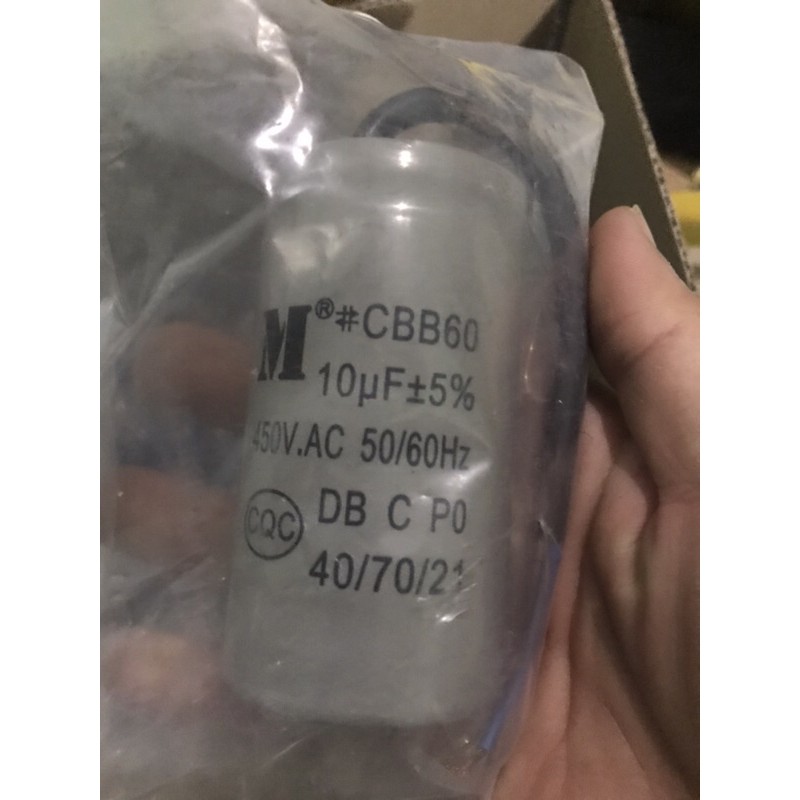 M®#CBB60
10µF±5%
450V.AC 50/60Hz
CQC DB C P0
40/70/21